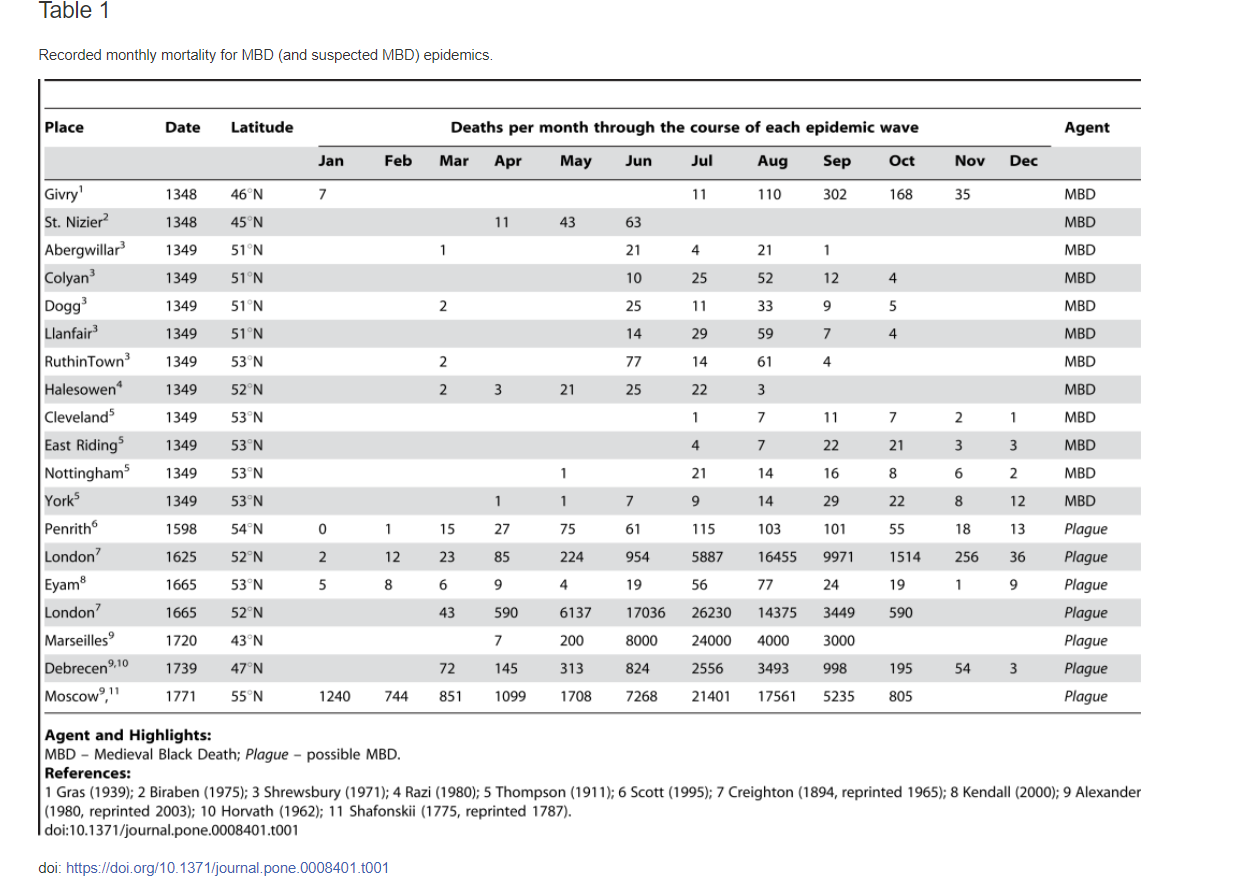 Table 1
Recorded monthly mortality for MBD (and suspected MBD) epidemics.
Place Date Latitude Deaths per month through the course of each epidemic wave Agent
Jan Feb Mar Apr May Jun Jul Aug Sep Oct Nov Dec
Givry1 1348 46°N 7 11 110 302 168 35 MBD
St. Nizier2 1348 45°N 11 43 63 MBD
Abergwillar3 1349 51°N 1 21 4 21 1 MBD
Colyan3 1349 51°N 10 25 52 12 4 MBD
Dogg3 1349 51°N 2 25 11 33 9 5 MBD
Llanfair3 1349 51°N 14 29 59 7 4 MBD
RuthinTown3 1349 53°N 2 77 14 61 4 MBD
Halesowen4 1349 52°N 2 3 21 25 22 3 MBD
Cleveland5 1349 53°N 1 7 11 7 2 1 MBD
East Riding5 1349 53°N 4 7 22 21 3 3 MBD
Nottingham5 1349 53°N 1 21 14 16 8 6 2 MBD
York5 1349 53°N 1 1 7 9 14 29 22 8 12 MBD
Penrith6 1598 54°N 0 1 15 27 75 61 115 103 101 55 18 13 Plague
London7 1625 52°N 2 12 23 85 224 954 5887 16455 9971 1514 256 36 Plague
Eyam8 1665 53°N 5 8 6 9 4 19 56 77 24 19 1 9 Plague
London7 1665 52°N 43 590 6137 17036 26230 14375 3449 590 Plague
Marseilles9 1720 43°N 7 200 8000 24000 4000 3000 Plague
Debrecen9,10 1739 47°N 72 145 313 824 2556 3493 998 195 54 3 Plague
Moscow9,11 1771 55°N 1240 744 851 1099 1708 7268 21401 17561 5235 805 Plague
Agent and Highlights:
MBD – Medieval Black Death; Plague – possible MBD.
References:
1 Gras (1939); 2 Biraben (1975); 3 Shrewsbury (1971); 4 Razi (1980); 5 Thompson (1911); 6 Scott (1995); 7 Creighton (1894, reprinted 1965); 8 Kendall (2000); 9 Alexander
(1980, reprinted 2003); 10 Horvath (1962); 11 Shafonskii (1775, reprinted 1787).
doi:10.1371/journal.pone.0008401.t001
doi: https://doi.org/10.1371/journal.pone.0008401.t001